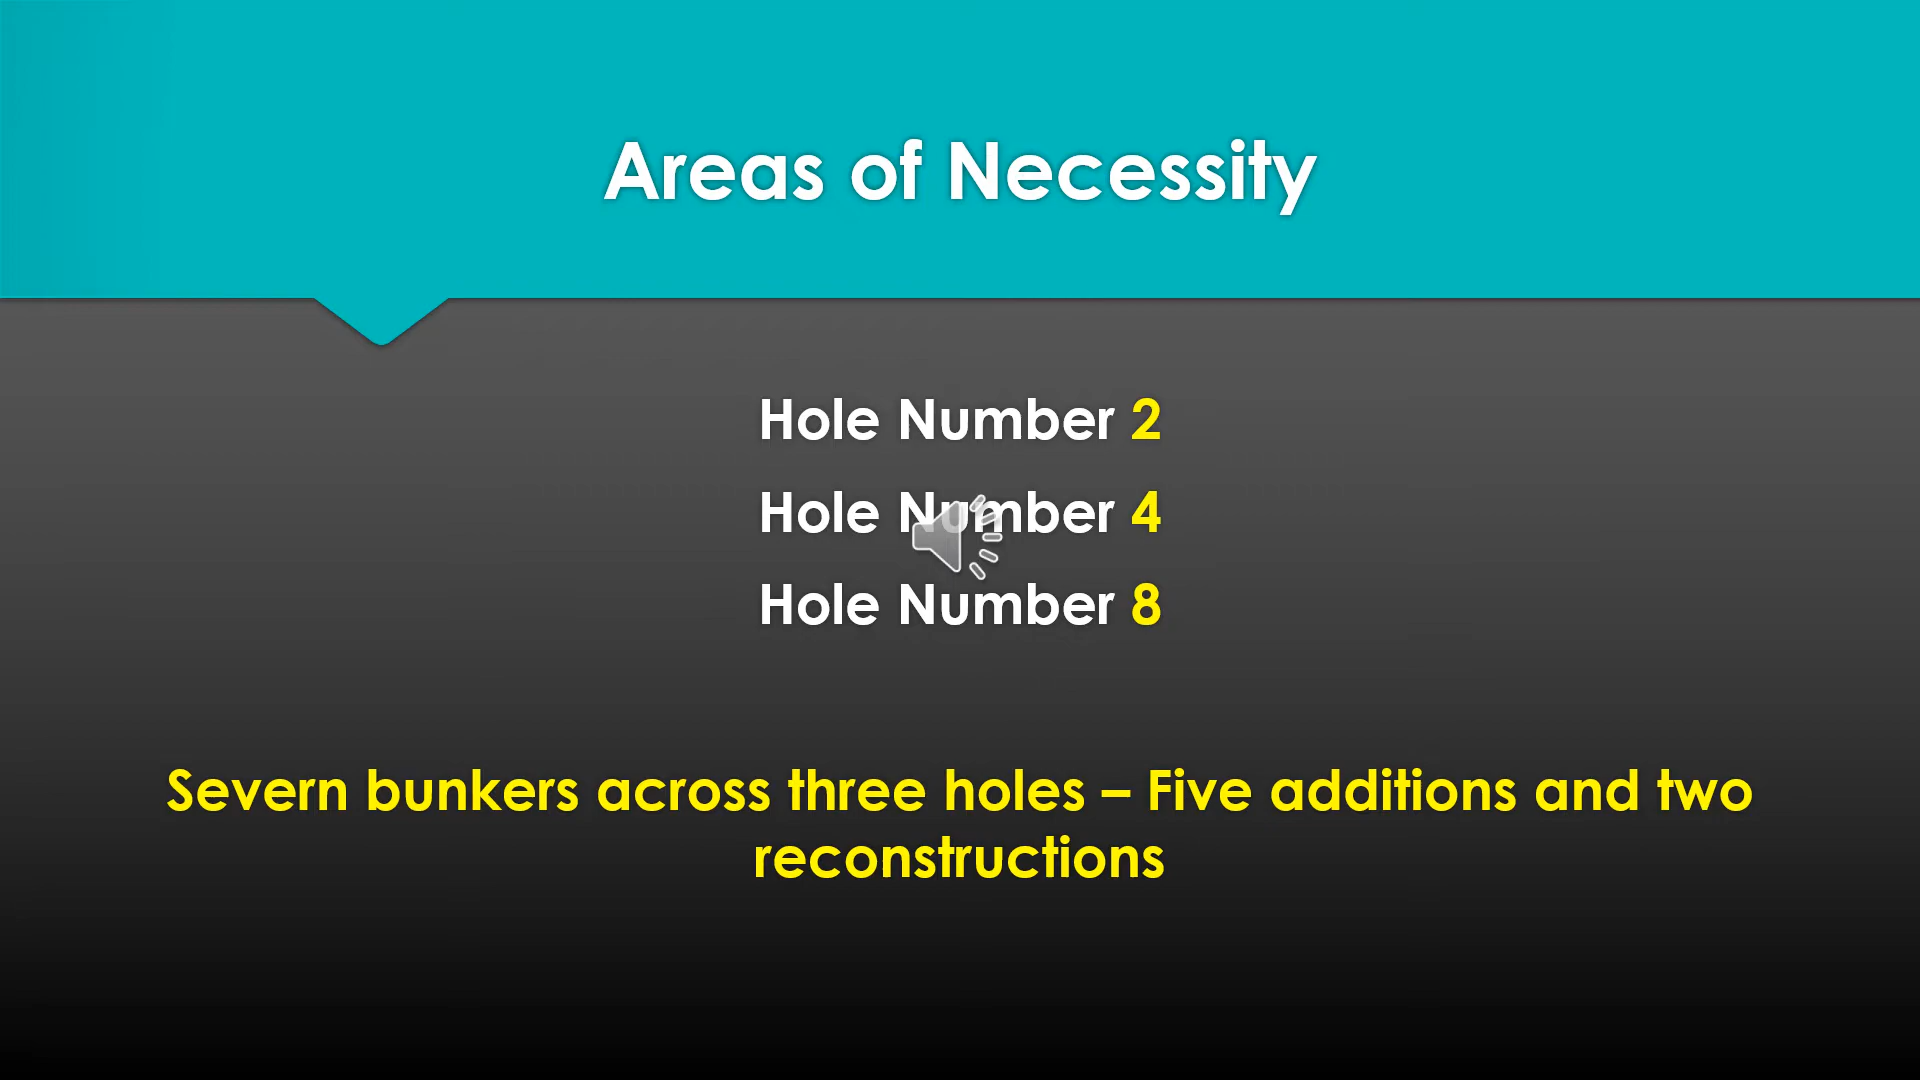 Areas of Necessity
Hole Number 2
Hole Number 4
Hole Number 8
Severn bunkers across three holes – Five additions and two
reconstructions